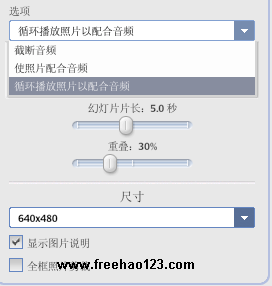 选项
循环播放照片以配合音频
截断音频
使照片配合音频
循环播放照片以配合音频
幻灯片片长：5.0 秒
重叠：30%
尺寸
640x480
显示图片说明
全框照片
www.freehao123.com